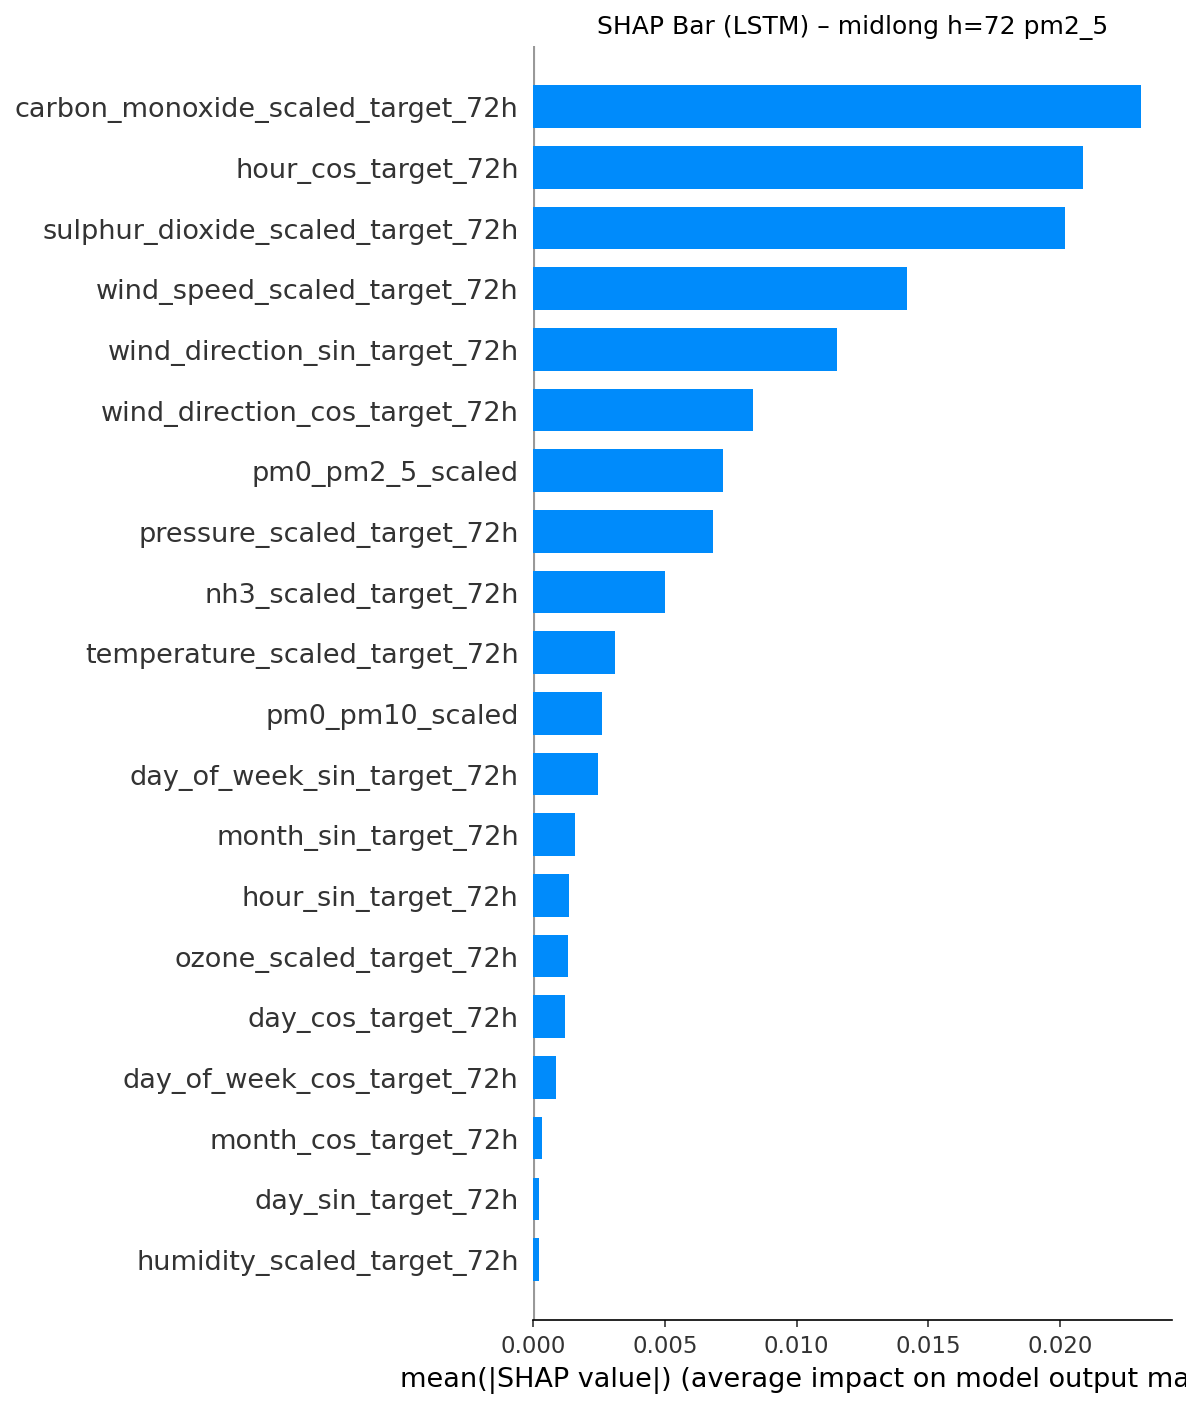 SHAP Bar (LSTM) – midlong h=72 pm2_5
carbon_monoxide_scaled_target_72h
hour_cos_target_72h
sulphur_dioxide_scaled_target_72h
wind_speed_scaled_target_72h
wind_direction_sin_target_72h
wind_direction_cos_target_72h
pm0_pm2_5_scaled
pressure_scaled_target_72h
nh3_scaled_target_72h
temperature_scaled_target_72h
pm0_pm10_scaled
day_of_week_sin_target_72h
month_sin_target_72h
hour_sin_target_72h
ozone_scaled_target_72h
day_cos_target_72h
day_of_week_cos_target_72h
month_cos_target_72h
day_sin_target_72h
humidity_scaled_target_72h
0.000 0.005 0.010 0.015 0.020
mean(|SHAP value|) (average impact on model output ma